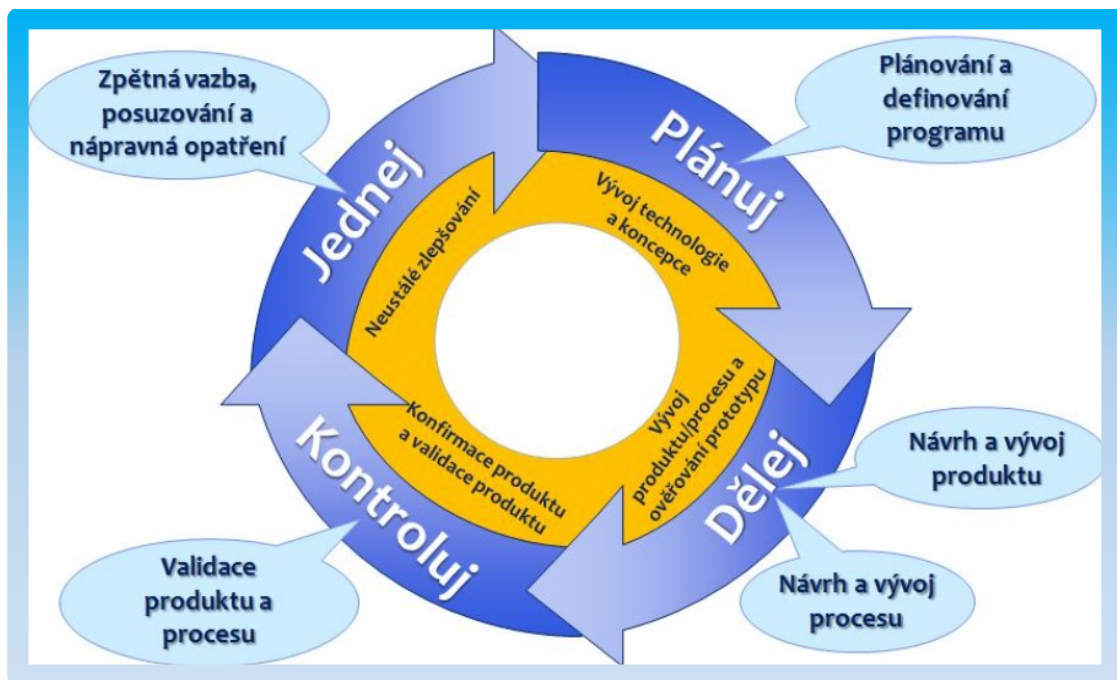 Zpětná vazba,
posuzování a
nápravná opatření
Plánování a
definování
programu
Jednej
Plánuj
Neustálé zlepšování
Vývoj technologie
a koncepce
Konfirmace produktu
a validace produktu
Vývoj
produktu/procesu a
ověřování prototypu
Kontroluj
Dělej
Návrh a vývoj
produktu
Validace
produktu a
procesu
Návrh a vývoj
procesu